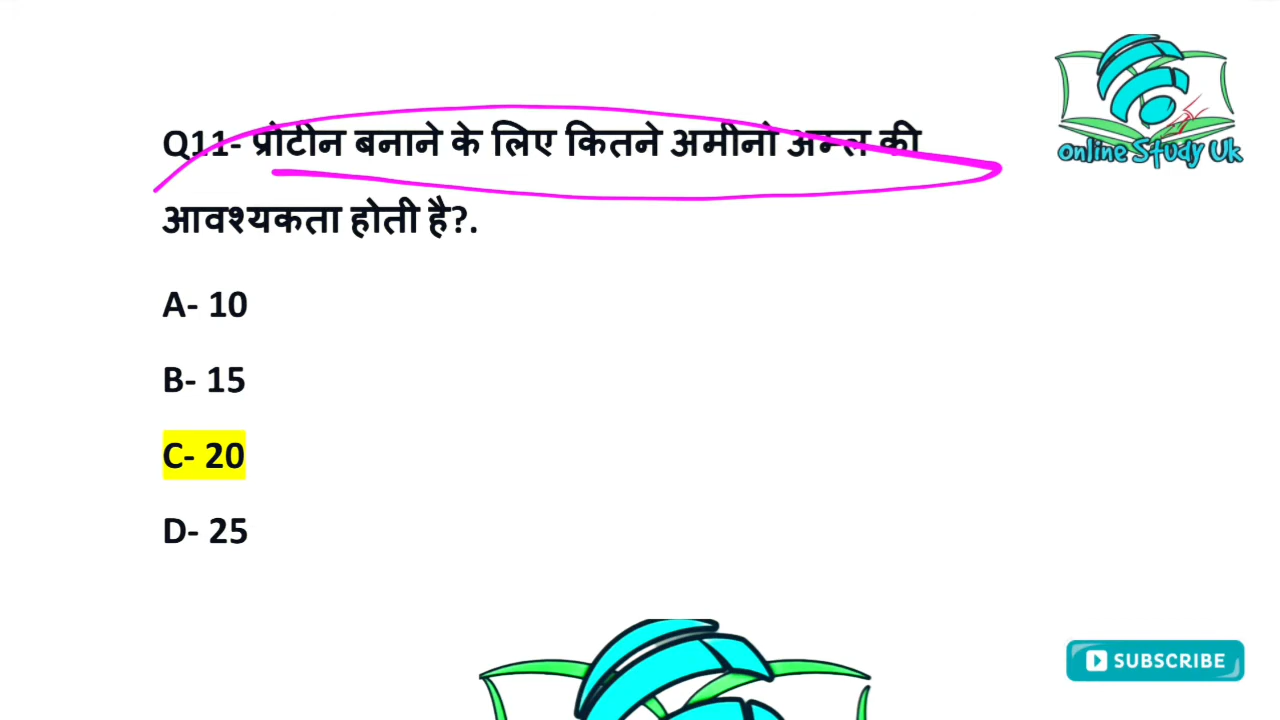 Online Study Uk
Q11- प्रोटीन बनाने के लिए कितने अमीनो अम्ल की
आवश्यकता होती है?.
A- 10
B- 15
C- 20
D- 25
SUBSCRIBE